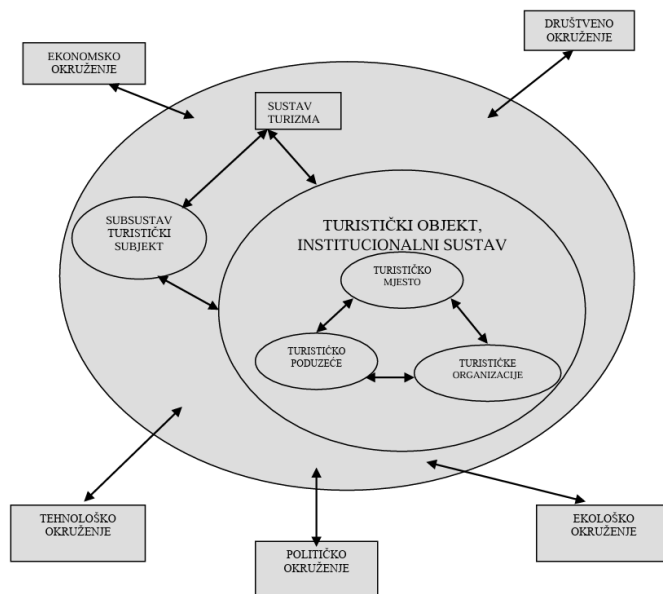 DRUŠTVENO
OKRUŽENJE
EKONOMSKO
OKRUŽENJE
SUSTAV
TURIZMA
SUBSUSTAV
TURISTIČKI
SUBJEKT
TURISTIČKI OBJEKT,
INSTITUCIONALNI SUSTAV
TURISTIČKO
MJESTO
TURISTIČKO
PODUZEĆE
TURISTIČKE
ORGANIZACIJE
TEHNOLOŠKO
OKRUŽENJE
POLITIČKO
OKRUŽENJE
EKOLOŠKO
OKRUŽENJE